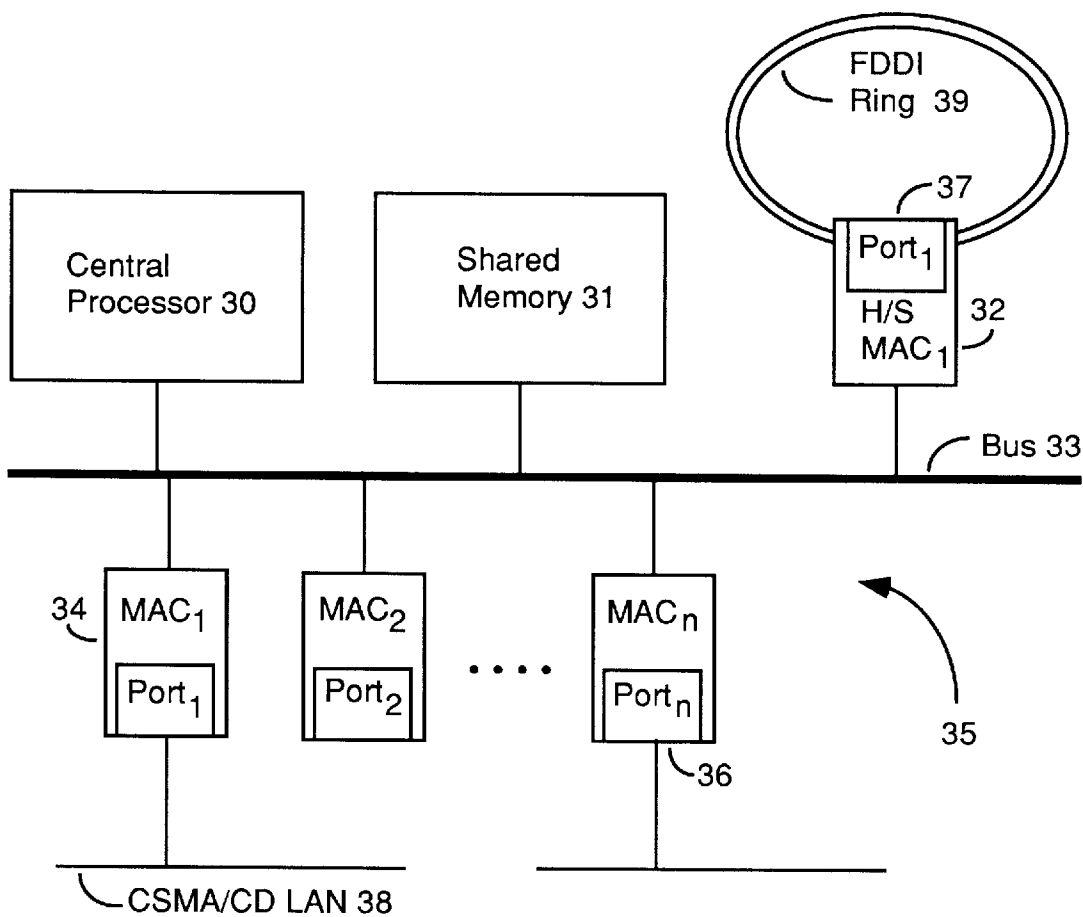 FDDI
Ring 39
37
Port1
H/S
MAC1
32
Central
Processor 30
Shared
Memory 31
Bus 33
34
MAC1
Port1
MAC2
Port2
MACn
Portn
36
35
CSMA/CD LAN 38